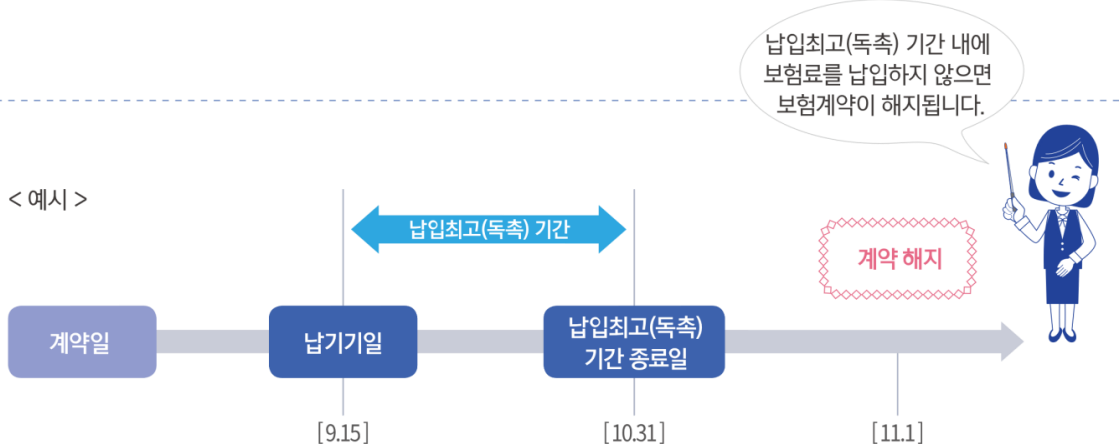 납입최고(독촉) 기간 내에
보험료를 납입하지 않으면
보험계약이 해지됩니다.
< 예시 >
납입최고(독촉) 기간
계약 해지
계약일
납기기일
납입최고(독촉)
기간 종료일
[9.15]
[10.31]
[11.1]